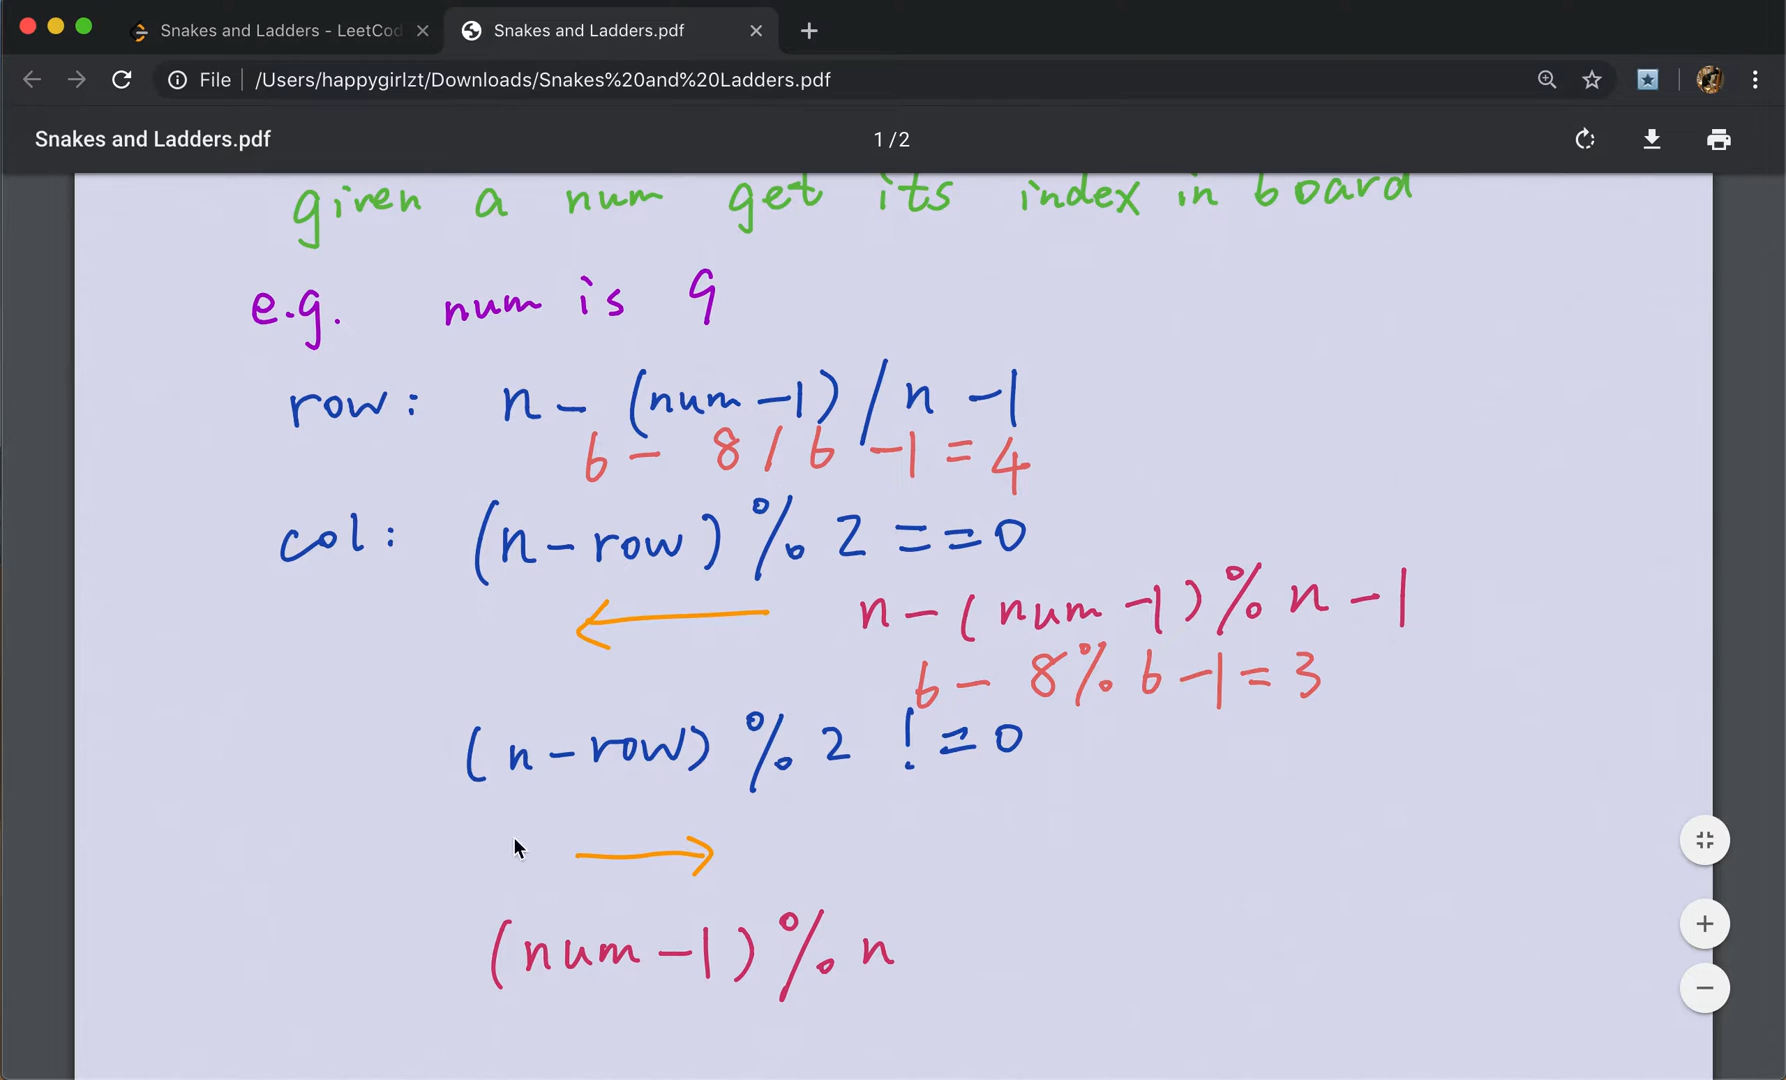 Snakes and Ladders - LeetCod
Snakes and Ladders.pdf
File /Users/happygirlzt/Downloads/Snakes%20and%20Ladders.pdf
Snakes and Ladders.pdf
1 / 2
given a num get its index in board
e.g. num is 9
row: n - (num - 1) / n - 1
6 - 8 / 6 - 1 = 4
col: (n - row) % 2 == 0
n - (num - 1) % n - 1
6 - 8 % 6 - 1 = 3
(n - row) % 2 != 0
(num - 1) % n